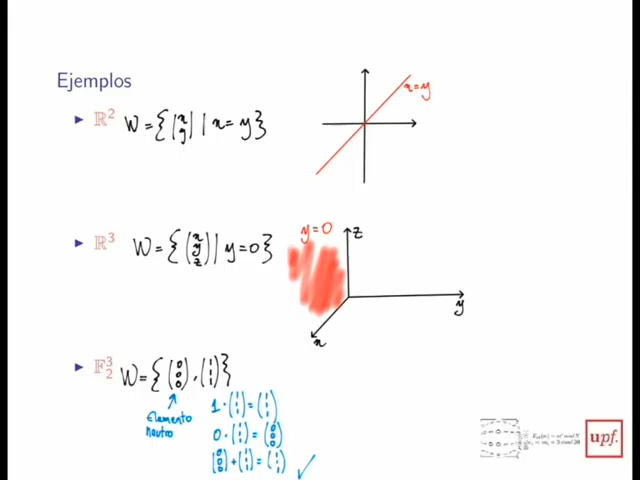 Ejemplos
ℝ² W={(x y) | x = y}
x=y
ℝ³ W={(x y z) | y=0}
y=0
z
y
x
𝔽₂³ W={(0 0 0), (1 1 1)}
Elemento
neutro
1·(1 1 1)=(1 1 1)
0·(1 1 1)=(0 0 0)
(0 0 0)+(1 1 1)=(1 1 1) ✓
upf.